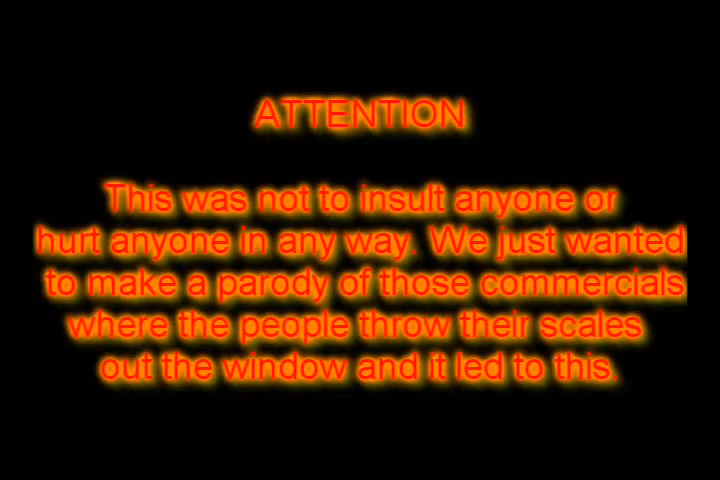 ATTENTION
This was not to insult anyone or
hurt anyone in any way. We just wanted
to make a parody of those commercials
where the people throw their scales
out the window and it led to this.